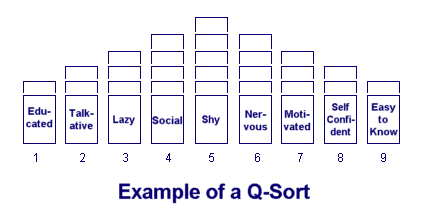 Edu-
cated
Talk-
ative
Lazy
Social
Shy
Ner-
vous
Moti-
vated
Self
Confi-
dent
Easy
to
Know
1 2 3 4 5 6 7 8 9
Example of a Q-Sort